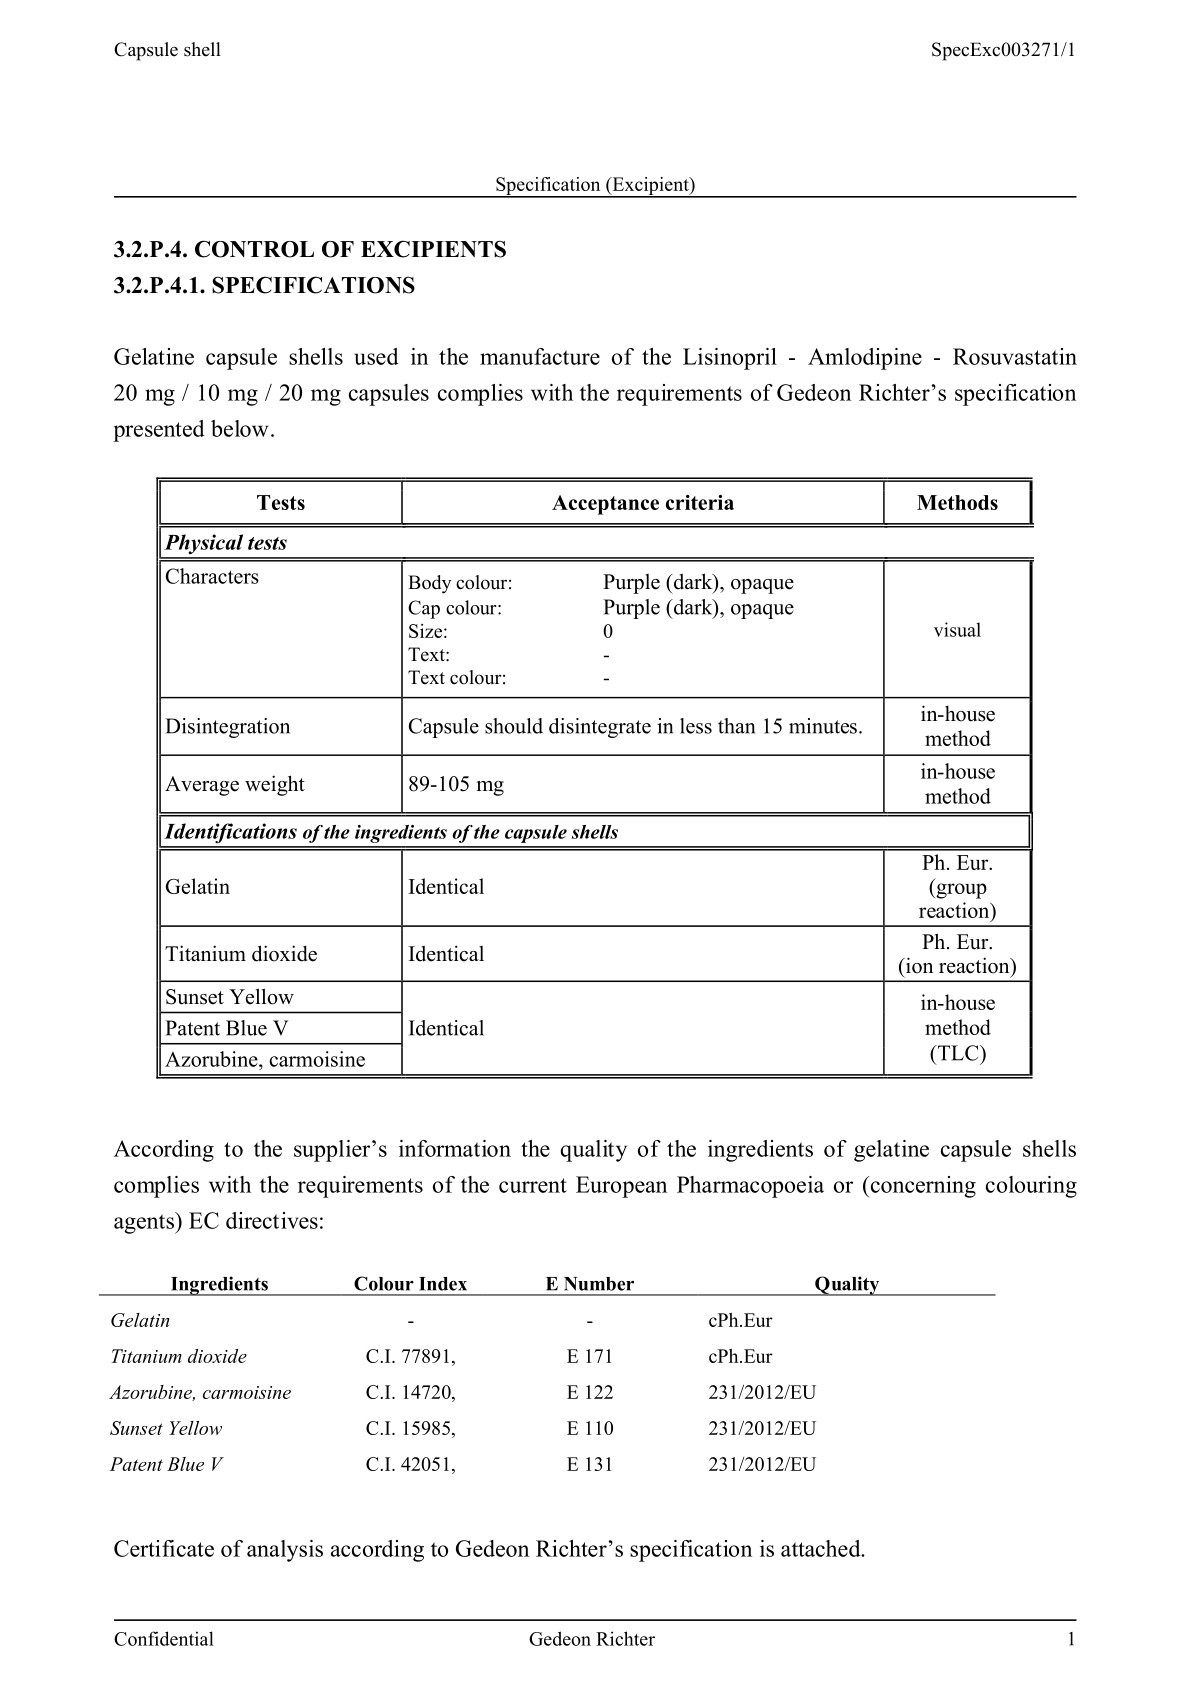 Capsule shell SpecExc003271/1
Specification (Excipient)
3.2.P.4. CONTROL OF EXCIPIENTS
3.2.P.4.1. SPECIFICATIONS
Gelatine capsule shells used in the manufacture of the Lisinopril - Amlodipine - Rosuvastatin
20 mg / 10 mg / 20 mg capsules complies with the requirements of Gedeon Richter’s specification
presented below.
Tests Acceptance criteria Methods
Physical tests
Characters
Body colour: Purple (dark), opaque
Cap colour: Purple (dark), opaque
Size: 0
Text: -
Text colour: -
visual
Disintegration
Capsule should disintegrate in less than 15 minutes.
in-house
method
Average weight
89-105 mg
in-house
method
Identifications of the ingredients of the capsule shells
Gelatin
Identical
Ph. Eur.
(group
reaction)
Titanium dioxide
Identical
Ph. Eur.
(ion reaction)
Sunset Yellow
Patent Blue V
Azorubine, carmoisine
Identical
in-house
method
(TLC)
According to the supplier’s information the quality of the ingredients of gelatine capsule shells
complies with the requirements of the current European Pharmacopoeia or (concerning colouring
agents) EC directives:
Ingredients Colour Index E Number Quality
Gelatin - - cPh.Eur
Titanium dioxide C.I. 77891, E 171 cPh.Eur
Azorubine, carmoisine C.I. 14720, E 122 231/2012/EU
Sunset Yellow C.I. 15985, E 110 231/2012/EU
Patent Blue V C.I. 42051, E 131 231/2012/EU
Certificate of analysis according to Gedeon Richter’s specification is attached.
Confidential Gedeon Richter 1